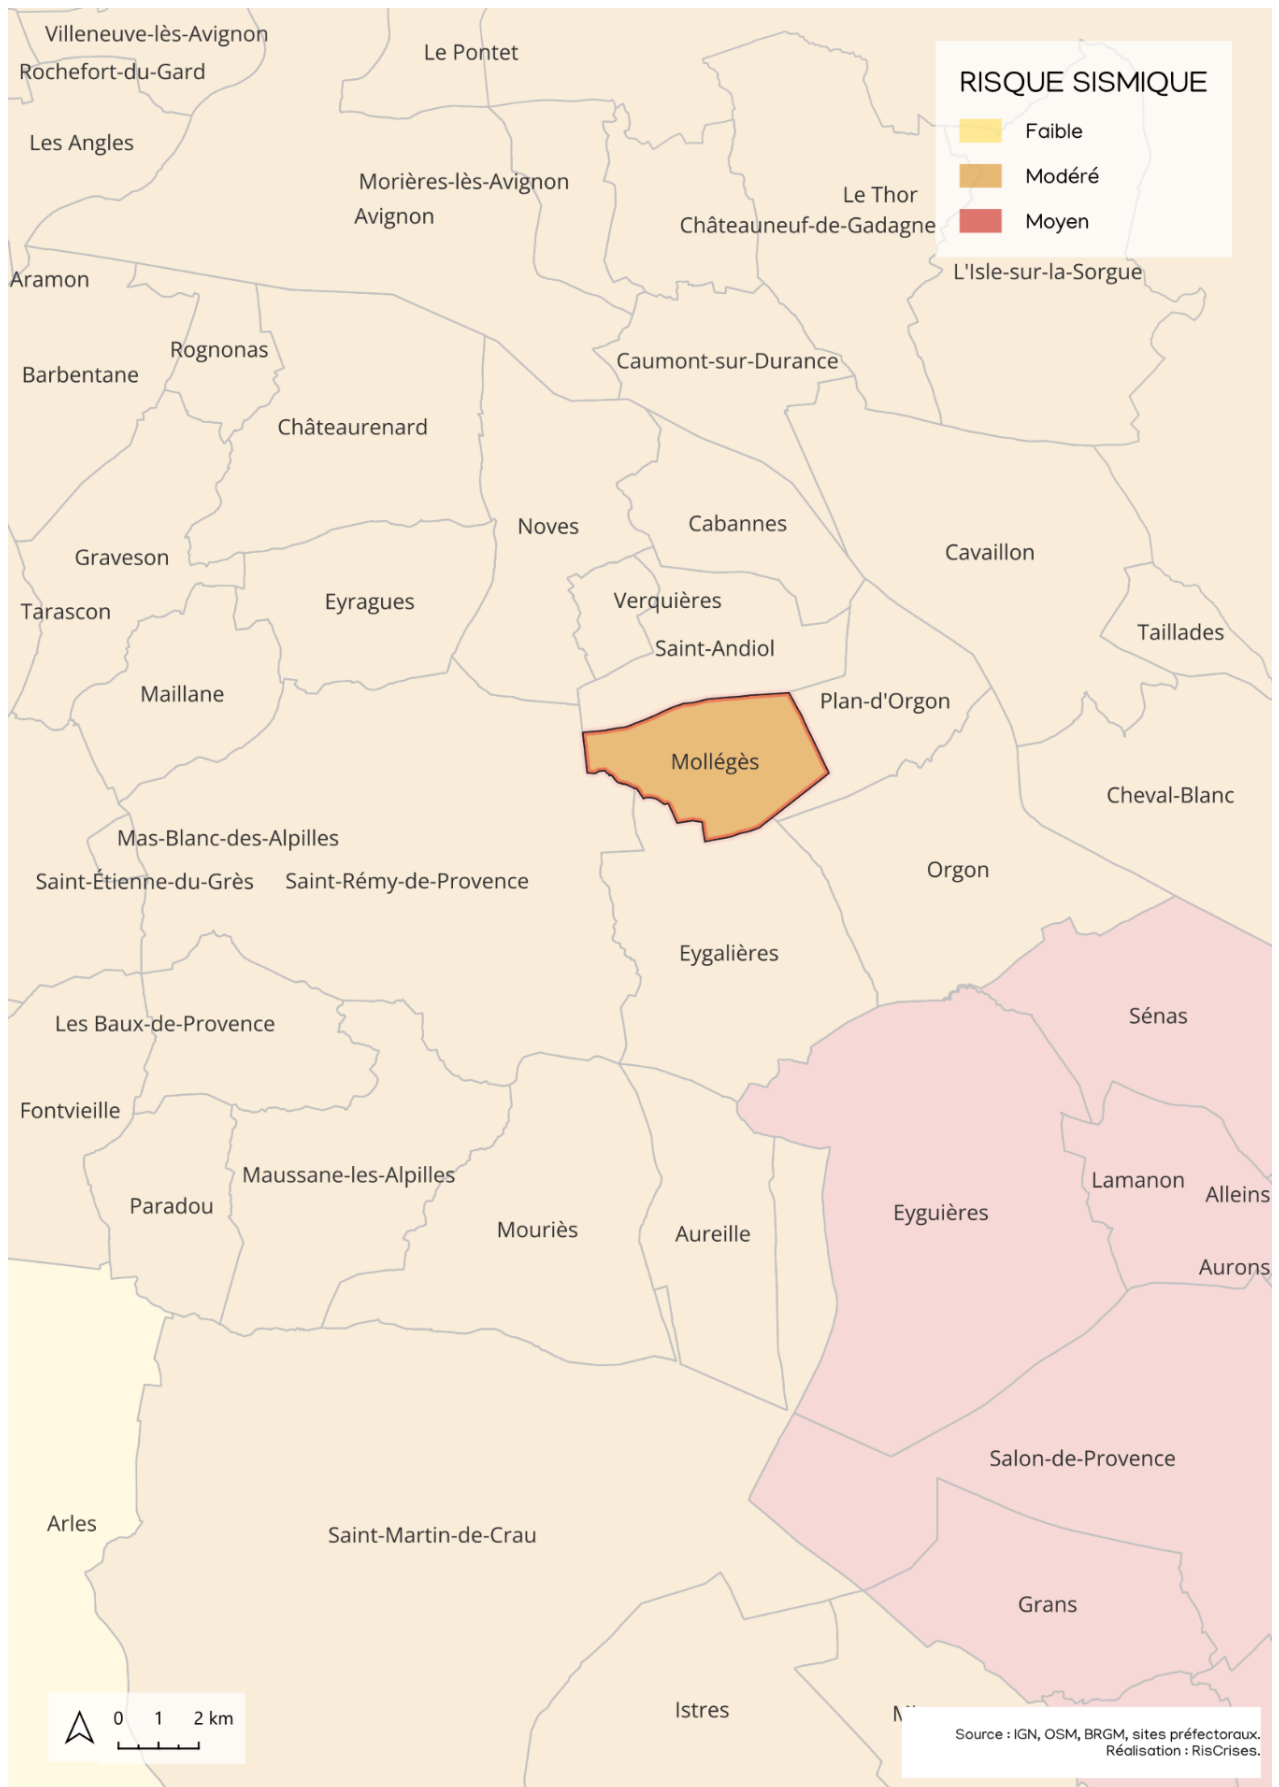 Villeneuve-lès-Avignon
Le Pontet
Rochefort-du-Gard
RISQUE SISMIQUE
Faible
Les Angles
Modéré
Morières-lès-Avignon
Le Thor
Avignon
Châteauneuf-de-Gadagne
Moyen
L'Isle-sur-la-Sorgue
Aramon
Rognonas
Caumont-sur-Durance
Barbentane
Châteaurenard
Noves
Cabannes
Cavaillon
Graveson
Eyragues
Verquières
Tarascon
Taillades
Saint-Andiol
Maillane
Plan-d'Orgon
Mollégès
Cheval-Blanc
Mas-Blanc-des-Alpilles
Orgon
Saint-Étienne-du-Grès
Saint-Rémy-de-Provence
Eygalières
Sénas
Les Baux-de-Provence
Fontvieille
Maussane-les-Alpilles
Lamanon
Alleins
Paradou
Eyguières
Mouriès
Aureille
Aurons
Salon-de-Provence
Arles
Saint-Martin-de-Crau
Grans
Istres
0 1 2 km
Source : IGN, OSM, BRGM, sites préfectoraux.
Réalisation : RisCrises.